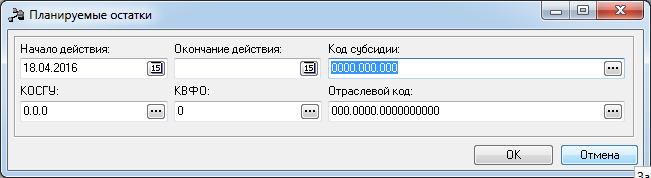 Планируемые остатки
Начало действия: Окончание действия: Код субсидии:
18.04.2016 15 15 0000.000.000 ...
КОСГУ: КВФО: Отраслевой код:
0.0.0 ... 0 ... 000.0000.0000000000 ...
OK Отмена
За